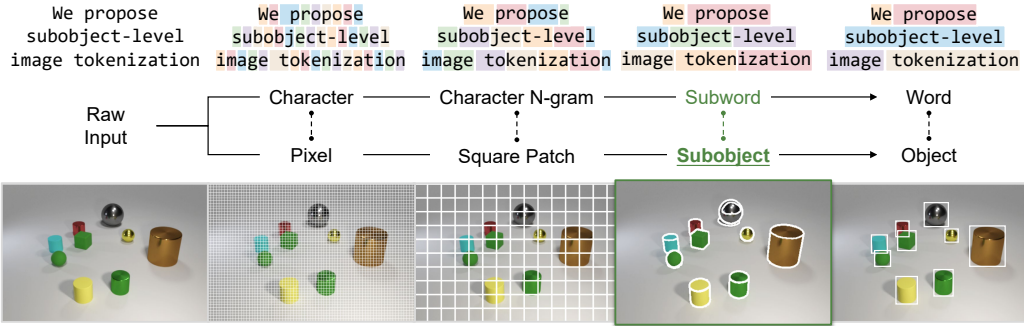 We propose We propose We propose We propose We propose
subobject-level subobject-level subobject-level subobject-level subobject-level
image tokenization image tokenization image tokenization image tokenization image tokenization
Raw Input
Character Character N-gram Subword Word
Pixel Square Patch Subobject Object